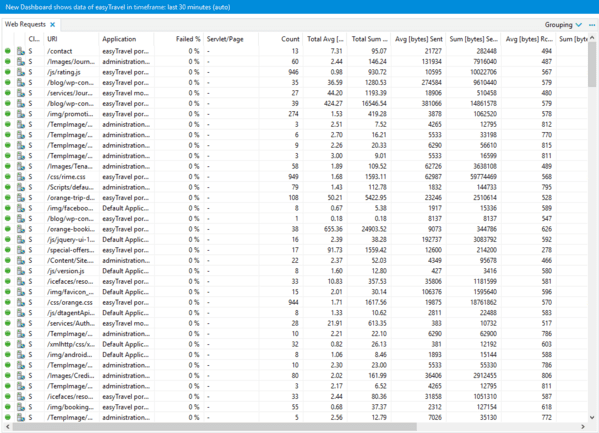 New Dashboard shows data of easyTravel in timeframe: last 30 minutes (auto)
Web Requests
Grouping
Cl... URI Application Failed % Servlet/Page Count Total Avg [... Total Sum ... Avg [bytes] Sent Sum [bytes] Se... Avg [bytes] Rc... Sum [byte
S /contact easyTravel por... 0 % - 13 7.31 95.07 21727 282448 494
S /Images/Journ... administration... 0 % - 60 2.44 146.24 131934 7916040 487
S /js/rating.js easyTravel por... 0 % - 946 0.98 930.72 10595 10022706 567
S /blog/wp-con... easyTravel por... 0 % - 35 36.59 1280.53 274584 9610440 579
S /services/Jour... easyTravel mo... 0 % - 27 44.20 1193.39 18906 510458 480
S /blog/wp-con... easyTravel por... 0 % - 39 424.27 16546.54 381066 14861578 579
S /img/promoti... easyTravel por... 0 % - 274 1.53 419.28 3878 1062520 578
S /TempImage/... administration... 0 % - 3 2.51 7.52 4265 12795 812
S /TempImage/... administration... 0 % - 6 2.70 16.21 5533 33198 770
S /TempImage/... administration... 0 % - 9 2.26 20.33 6290 56610 815
S /TempImage/... administration... 0 % - 3 3.00 9.01 5533 16599 811
S /Images/Tena... administration... 0 % - 58 1.89 109.52 62726 3638108 489
S /css/rime.css easyTravel por... 0 % - 949 1.68 1593.11 62987 59774469 568
S /Scripts/defau... administration... 0 % - 79 1.43 112.78 1832 144733 795
S /orange-trip-d... easyTravel por... 0 % - 108 50.21 5422.95 23246 2510614 528
S /img/faceboo... Default Applic... 0 % - 8 0.67 5.38 1917 15336 589
S /blog/wp-con... easyTravel por... 0 % - 1 0.18 0.18 8137 8137 547
S /orange-booki... easyTravel por... 0 % - 38 655.36 24903.52 9073 344786 626
S /js/jquery-ui-1... Default Applic... 0 % - 16 2.39 38.28 192737 3083792 592
S /special-offers... easyTravel por... 0 % - 17 91.73 1559.42 12600 214200 278
S /Content/Site.... administration... 0 % - 22 2.37 52.03 4349 95678 466
S /js/version.js Default Applic... 0 % - 8 1.60 12.80 427 3416 580
S /icefaces/reso... easyTravel por... 0 % - 33 10.83 357.53 35806 1181599 581
S /img/favicon_... Default Applic... 0 % - 15 2.01 30.14 106376 1595640 596
S /css/orange.css easyTravel por... 0 % - 944 1.71 1617.56 19875 18761862 570
S /js/dtagentApi... Default Applic... 0 % - 8 1.33 10.62 2811 22488 583
S /services/Auth... easyTravel mo... 0 % - 28 21.91 613.35 383 10732 517
S /TempImage/... administration... 0 % - 10 2.21 22.10 6290 62900 786
S /xmlhttp/css/x... Default Applic... 0 % - 32 0.82 26.13 381 12192 603
S /img/android... Default Applic... 0 % - 8 1.06 8.46 1893 15144 588
S /TempImage/... administration... 0 % - 10 2.30 23.00 5533 55330 786
S /Images/Credi... administration... 0 % - 80 2.02 161.99 36406 2912455 806
S /TempImage/... administration... 0 % - 3 2.17 6.52 4265 12795 811
S /icefaces/reso... easyTravel por... 0 % - 33 2.44 80.36 31858 1051310 587
S /img/booking... easyTravel por... 0 % - 55 0.68 37.37 2312 127154 618
S /TempImage/... administration... 0 % - 5 2.56 12.79 7026 35130 772